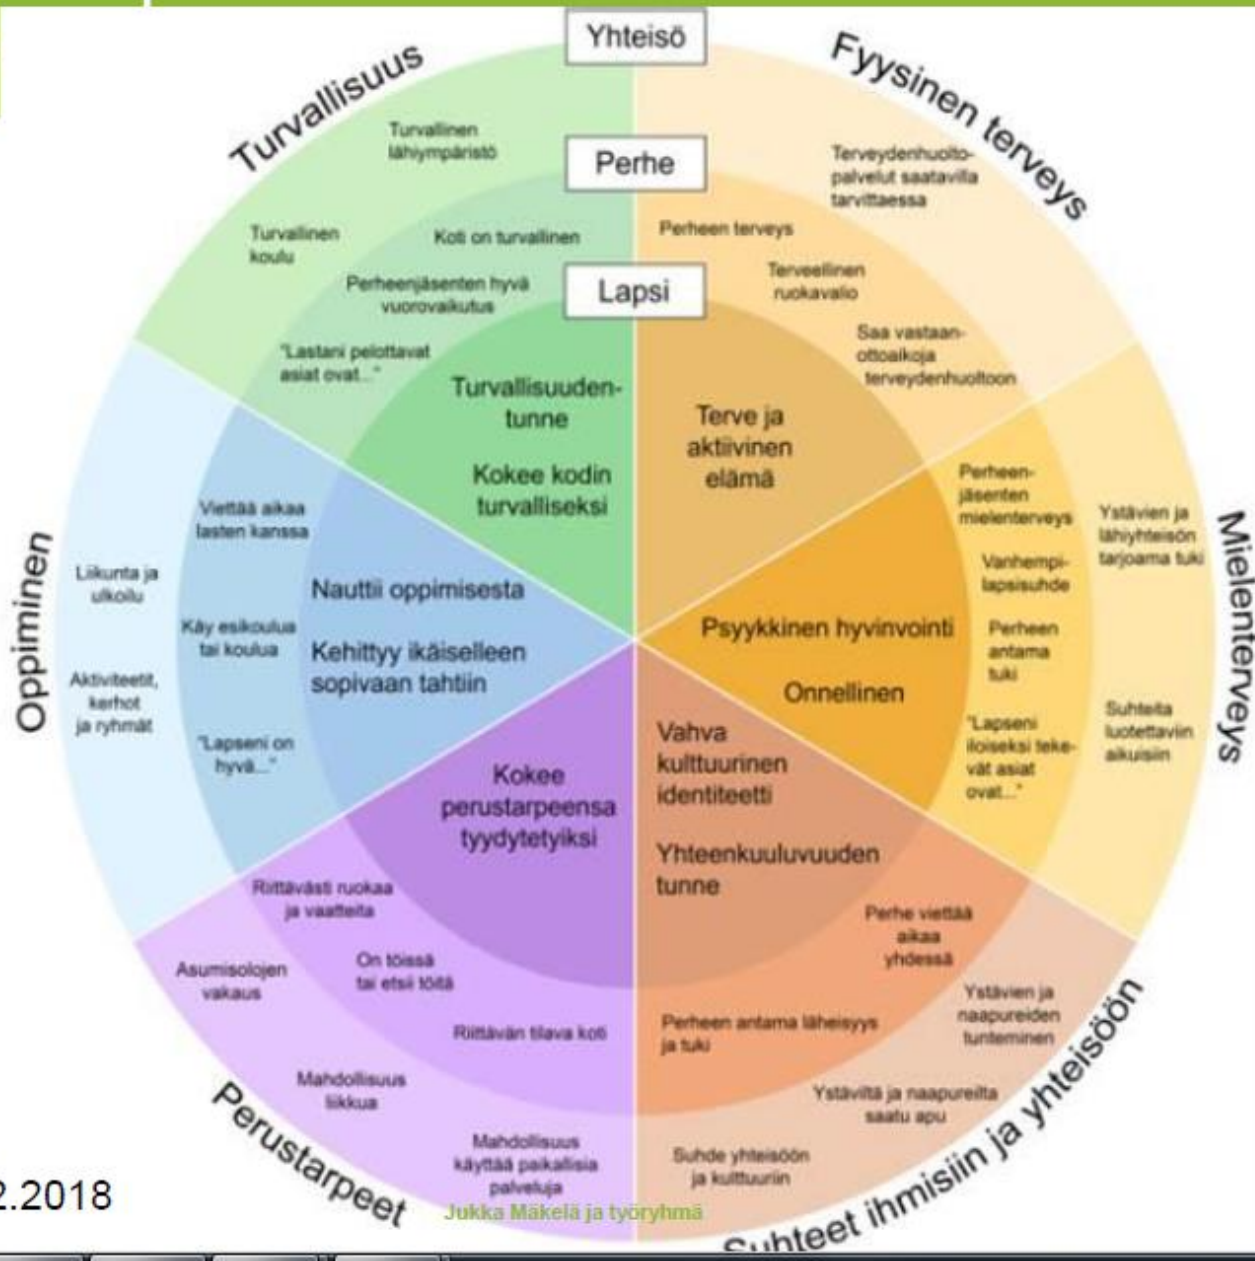 Yhteisö
Perhe
Lapsi
Turvallisuus
Turvallinen
lähiympäristö
Turvallinen
koulu
Koti on turvallinen
Perheenjäsenten hyvä
vuorovaikutus
"Lastani pelottavat
asiat ovat..."
Turvallisuuden-
tunne
Kokee kodin
turvalliseksi
Fyysinen terveys
Terveydenhuolto-
palvelut saatavilla
tarvittaessa
Perheen terveys
Terveellinen
ruokavalio
Saa vastaan-
ottoaikoja
terveydenhuoltoon
Terve ja
aktiivinen
elämä
Mielenterveys
Ystävien ja
lähiyhteisön
tarjoama tuki
Suhteita
luotettaviin
aikuisiin
Perheen-
jäsenten
mielenterveys
Vanhempi-
lapsisuhde
Perheen
antama
tuki
"Lapseni
iloiseksi teke-
vät asiat
ovat..."
Psyykkinen hyvinvointi
Onnellinen
Suhteet ihmisiin ja yhteisöön
Vahva
kulttuurinen
identiteetti
Yhteenkuuluvuuden
tunne
Perhe viettää
aikaa
yhdessä
Perheen antama läheisyys
ja tuki
Ystävien ja
naapureiden
tunteminen
Ystäviltä ja naapureilta
saatu apu
Suhde yhteisöön
ja kulttuuriin
Perustarpeet
Kokee
perustarpeensa
tyydytetyiksi
Riittävästi ruokaa
ja vaatteita
On töissä
tai etsii töitä
Riittävän tilava koti
Asumisolojen
vakaus
Mahdollisuus
liikkua
Mahdollisuus
käyttää paikallisia
palveluja
Oppiminen
Liikunta ja
ulkoilu
Aktiviteetit,
kerhot
ja ryhmät
Viettää aikaa
lasten kanssa
Käy esikoulua
tai koulua
"Lapseni on
hyvä..."
Nauttii oppimisesta
Kehittyy ikäiselleen
sopivaan tahtiin
2.2018
Jukka Mäkelä ja työryhmä